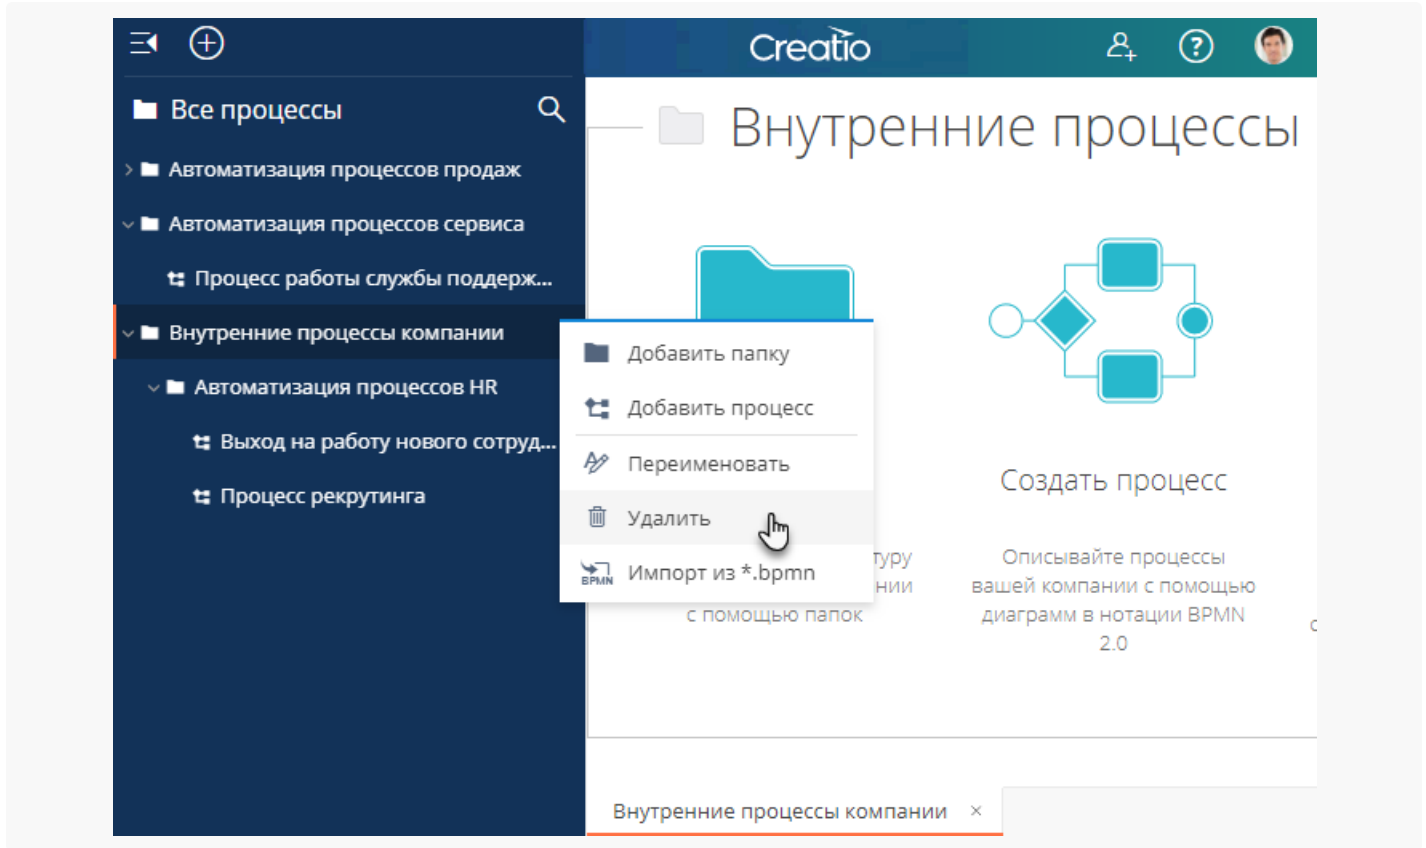 Creatio
Все процессы
Внутренние процессы
Автоматизация процессов продаж
Автоматизация процессов сервиса
Процесс работы службы поддерж...
Внутренние процессы компании
Автоматизация процессов HR
Выход на работу нового сотруд...
Процесс рекрутинга
Добавить папку
Добавить процесс
Переименовать
Удалить
BPMN Импорт из *.bpmn
туру
нии
с помощью папок
Создать процесс
Описывайте процессы
вашей компании с помощью
диаграмм в нотации BPMN
2.0
Внутренние процессы компании ×